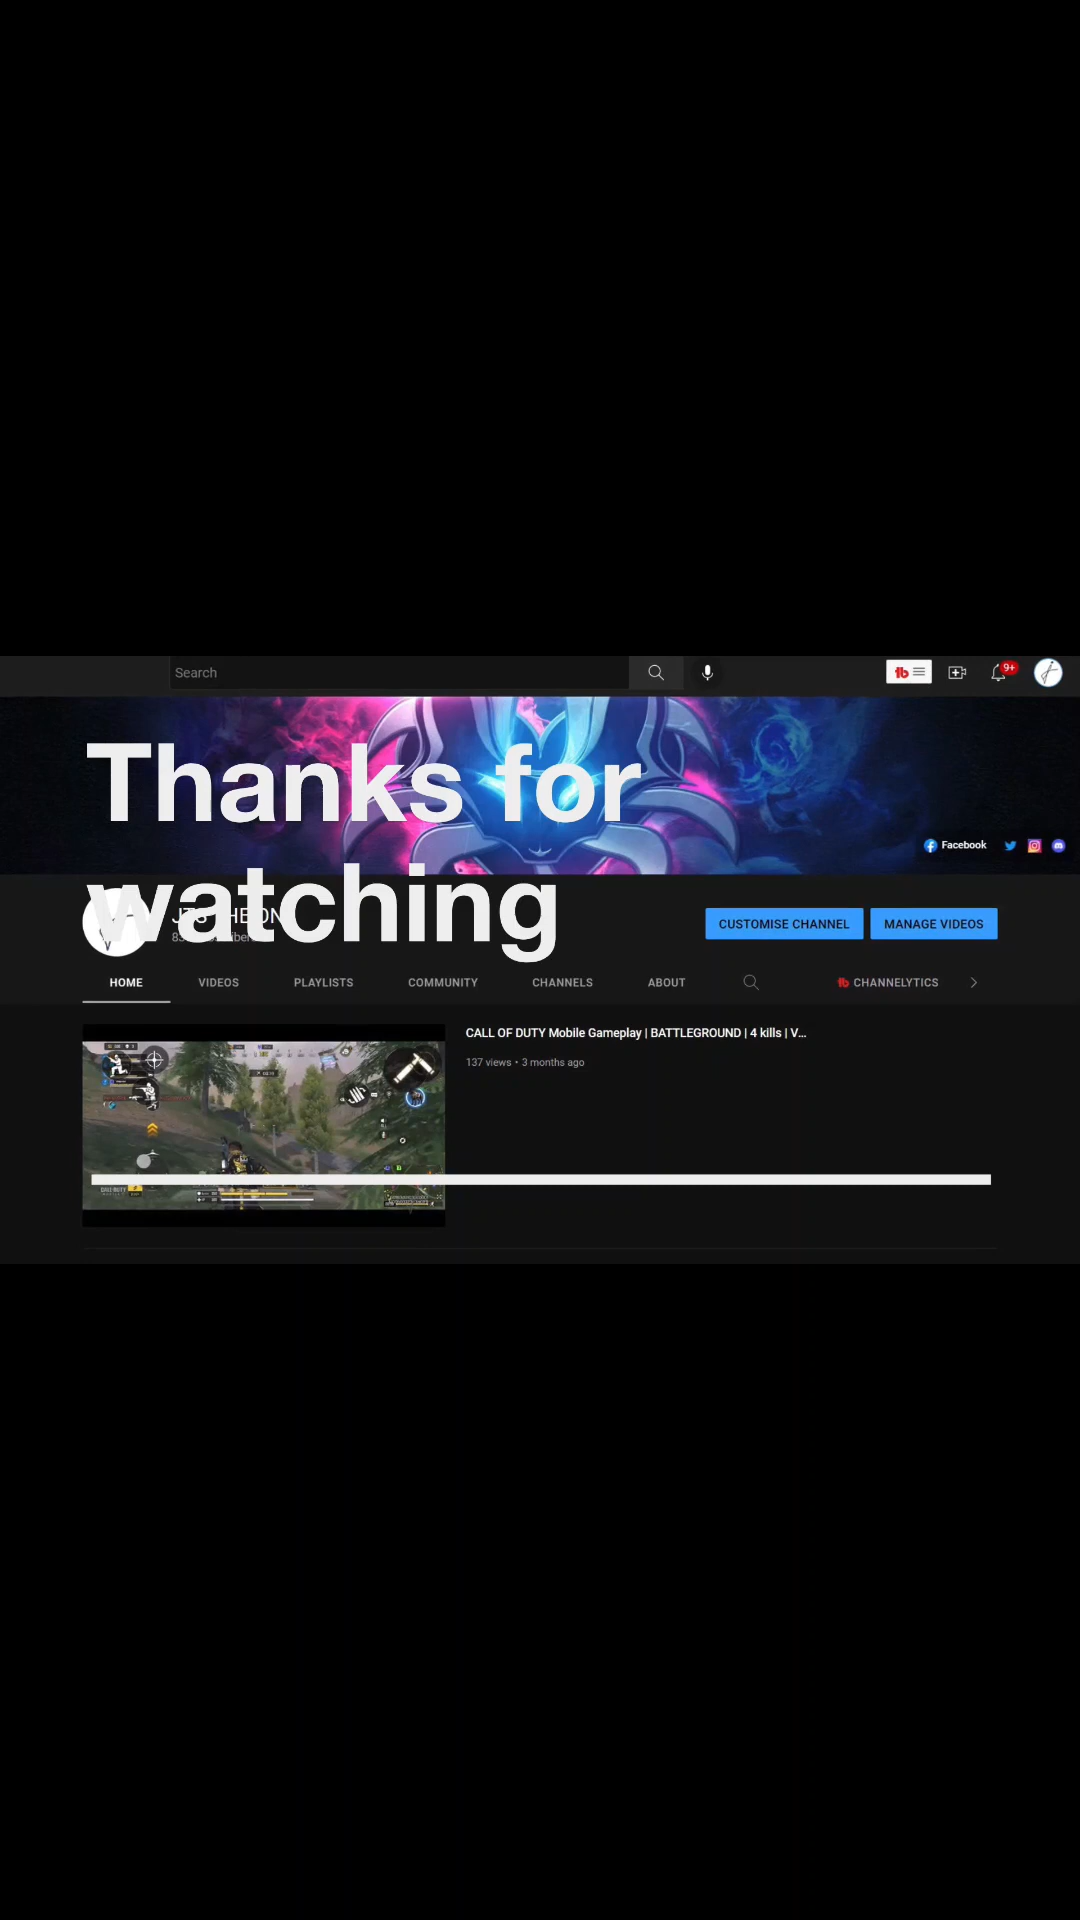 Search
9+
Thanks for
watching
Facebook
CUSTOMISE CHANNEL
MANAGE VIDEOS
HOME
VIDEOS
PLAYLISTS
COMMUNITY
CHANNELS
ABOUT
CHANNELYTICS
CALL OF DUTY Mobile Gameplay | BATTLEGROUND | 4 kills | V...
137 views • 3 months ago